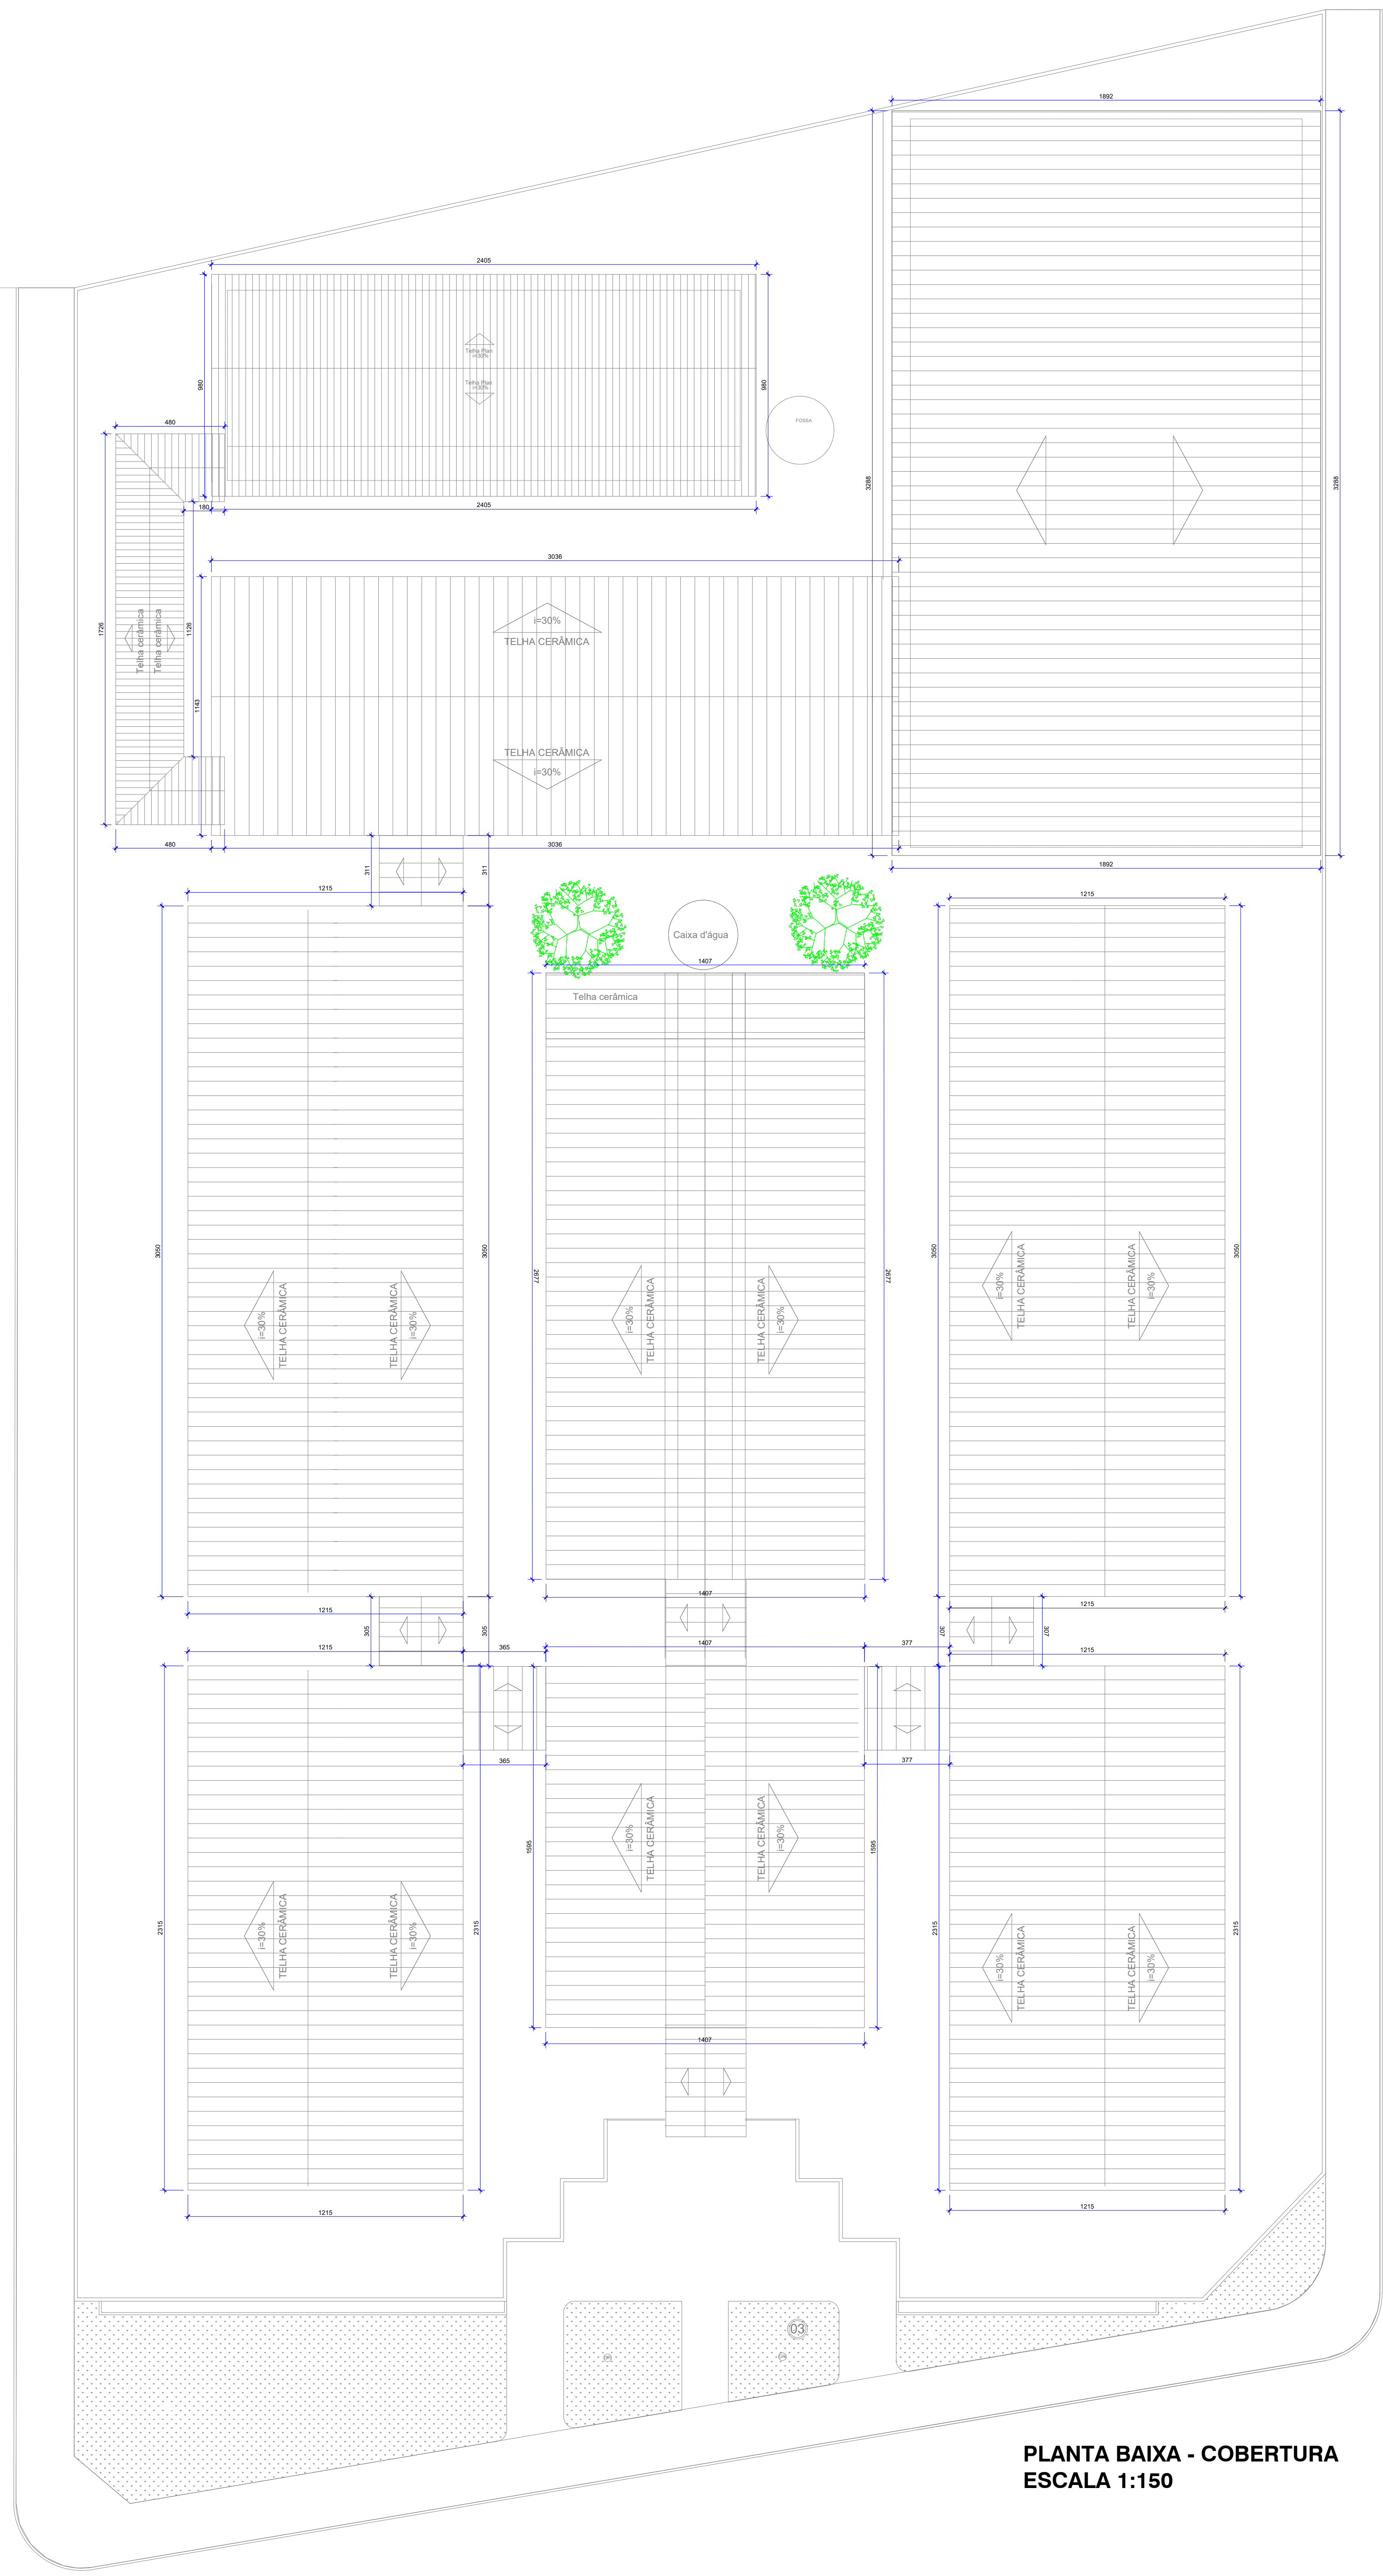 1892
2405
Telha Plan
i=30%
Telha Plan
i=30%
980
980
FOSSA
480
3288
3288
180
2405
3036
1726
Telha cerâmica
Telha cerâmica
1126
i=30%
TELHA CERÂMICA
1143
TELHA CERÂMICA
i=30%
480
3036
311
311
1892
1215
1215
Caixa d'água
1407
Telha cerâmica
3050
3050
2677
2677
3050
3050
i=30%
TELHA CERÂMICA
TELHA CERÂMICA
i=30%
i=30%
TELHA CERÂMICA
TELHA CERÂMICA
i=30%
i=30%
TELHA CERÂMICA
TELHA CERÂMICA
i=30%
1407
1215
1215
305
305
307
307
1215
365
1407
377
1215
365
377
1595
1595
i=30%
TELHA CERÂMICA
TELHA CERÂMICA
i=30%
2315
2315
2315
2315
i=30%
TELHA CERÂMICA
TELHA CERÂMICA
i=30%
i=30%
TELHA CERÂMICA
TELHA CERÂMICA
i=30%
1407
1215
1215
03
PLANTA BAIXA - COBERTURA
ESCALA 1:150